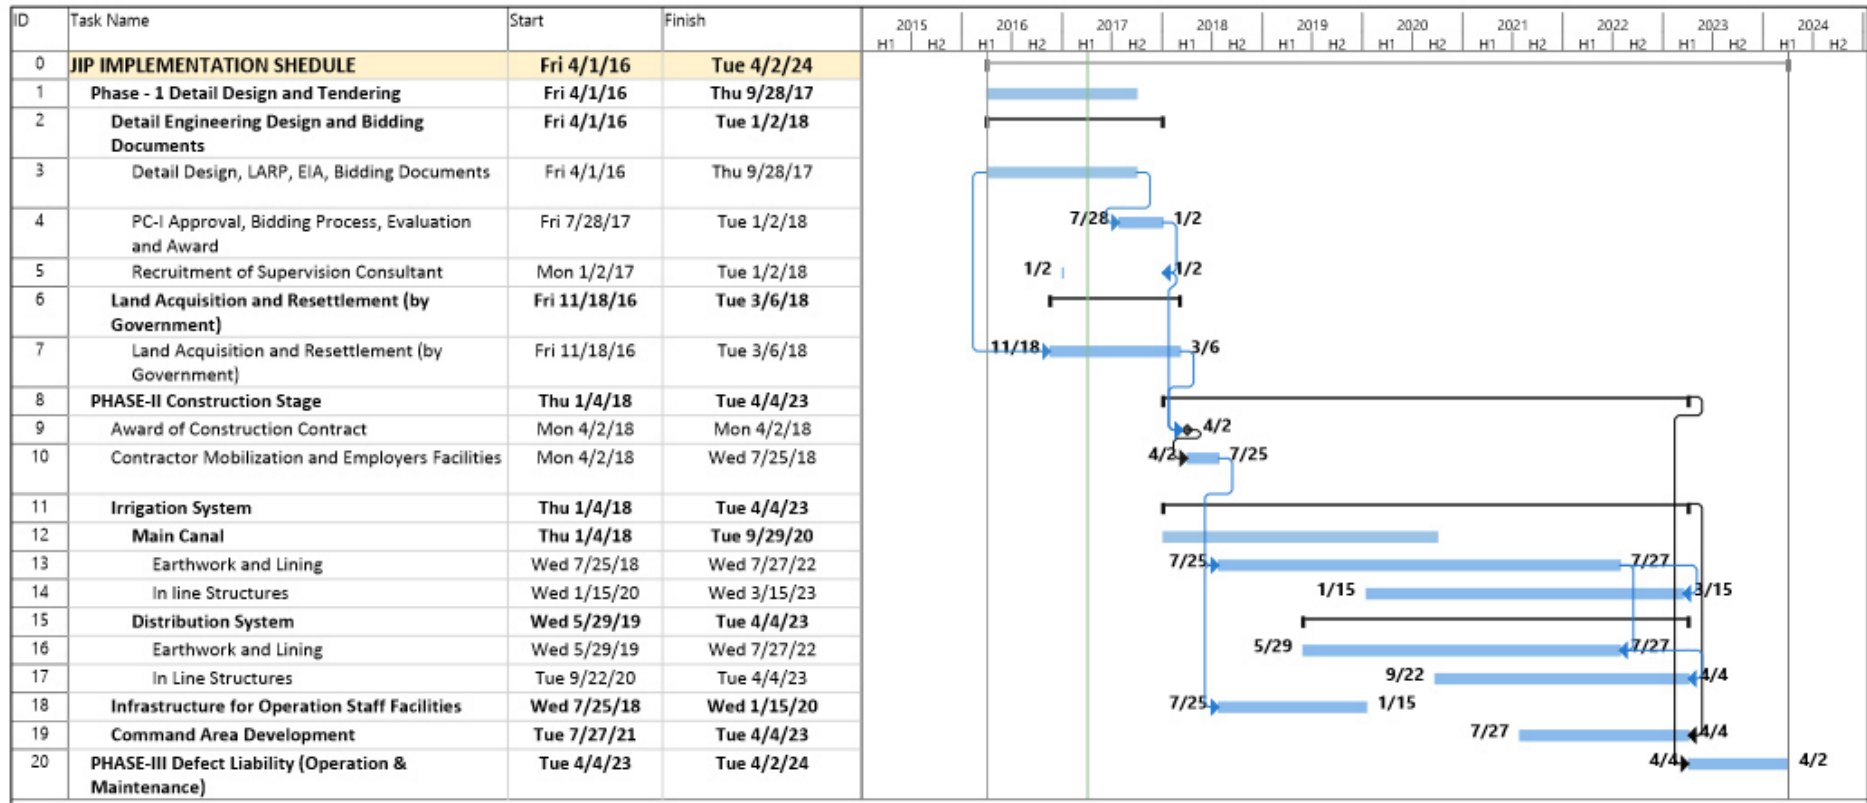 ID Task Name Start Finish 2015 2016 2017 2018 2019 2020 2021 2022 2023 2024
H1 H2 H1 H2 H1 H2 H1 H2 H1 H2 H1 H2 H1 H2 H1 H2 H1 H2 H1 H2
0 JIP IMPLEMENTATION SHEDULE Fri 4/1/16 Tue 4/2/24
1 Phase - 1 Detail Design and Tendering Fri 4/1/16 Thu 9/28/17
2 Detail Engineering Design and Bidding Fri 4/1/16 Tue 1/2/18
Documents
3 Detail Design, LARP, EIA, Bidding Documents Fri 4/1/16 Thu 9/28/17
4 PC-I Approval, Bidding Process, Evaluation Fri 7/28/17 Tue 1/2/18 7/28 1/2
and Award
5 Recruitment of Supervision Consultant Mon 1/2/17 Tue 1/2/18 1/2 1/2
6 Land Acquisition and Resettlement (by Fri 11/18/16 Tue 3/6/18
Government)
7 Land Acquisition and Resettlement (by Fri 11/18/16 Tue 3/6/18 11/18 3/6
Government)
8 PHASE-II Construction Stage Thu 1/4/18 Tue 4/4/23
9 Award of Construction Contract Mon 4/2/18 Mon 4/2/18 4/2
10 Contractor Mobilization and Employers Facilities Mon 4/2/18 Wed 7/25/18 4/2 7/25
11 Irrigation System Thu 1/4/18 Tue 4/4/23
12 Main Canal Thu 1/4/18 Tue 9/29/20
13 Earthwork and Lining Wed 7/25/18 Wed 7/27/22 7/25 7/27
14 In line Structures Wed 1/15/20 Wed 3/15/23 1/15 3/15
15 Distribution System Wed 5/29/19 Tue 4/4/23
16 Earthwork and Lining Wed 5/29/19 Wed 7/27/22 5/29 7/27
17 In Line Structures Tue 9/22/20 Tue 4/4/23 9/22 4/4
18 Infrastructure for Operation Staff Facilities Wed 7/25/18 Wed 1/15/20 7/25 1/15
19 Command Area Development Tue 7/27/21 Tue 4/4/23 7/27 4/4
20 PHASE-III Defect Liability (Operation & Tue 4/4/23 Tue 4/2/24 4/4 4/2
Maintenance)